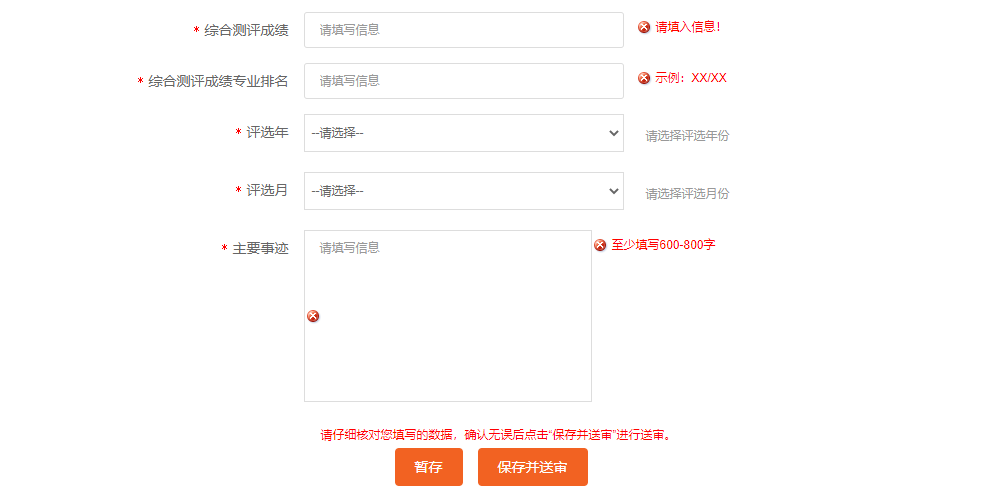 * 综合测评成绩 请填写信息 请填入信息！
* 综合测评成绩专业排名 请填写信息 示例：XX/XX
* 评选年 --请选择-- 请选择评选年份
* 评选月 --请选择-- 请选择评选月份
* 主要事迹 请填写信息 至少填写600-800字
请仔细核对您填写的数据，确认无误后点击“保存并送审”进行送审。
暂存 保存并送审